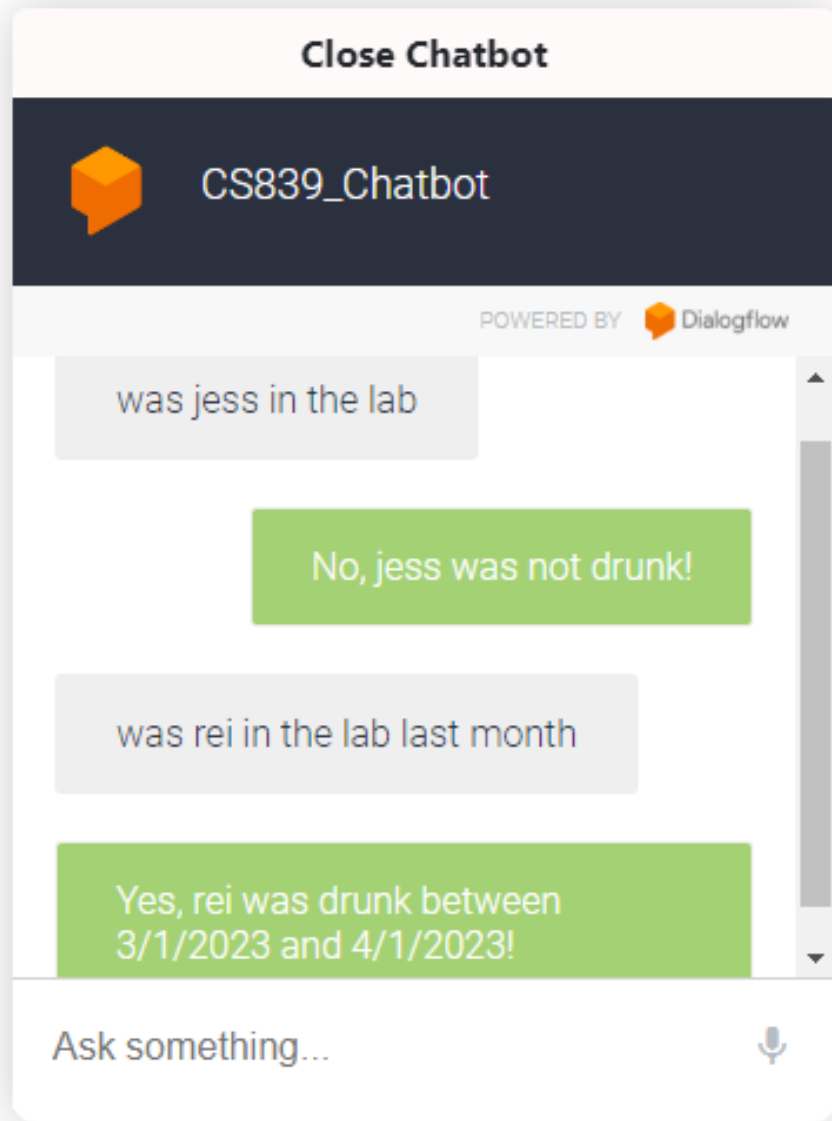 Close Chatbot
CS839_Chatbot
POWERED BY Dialogflow
was jess in the lab
No, jess was not drunk!
was rei in the lab last month
Yes, rei was drunk between
3/1/2023 and 4/1/2023!
Ask something...